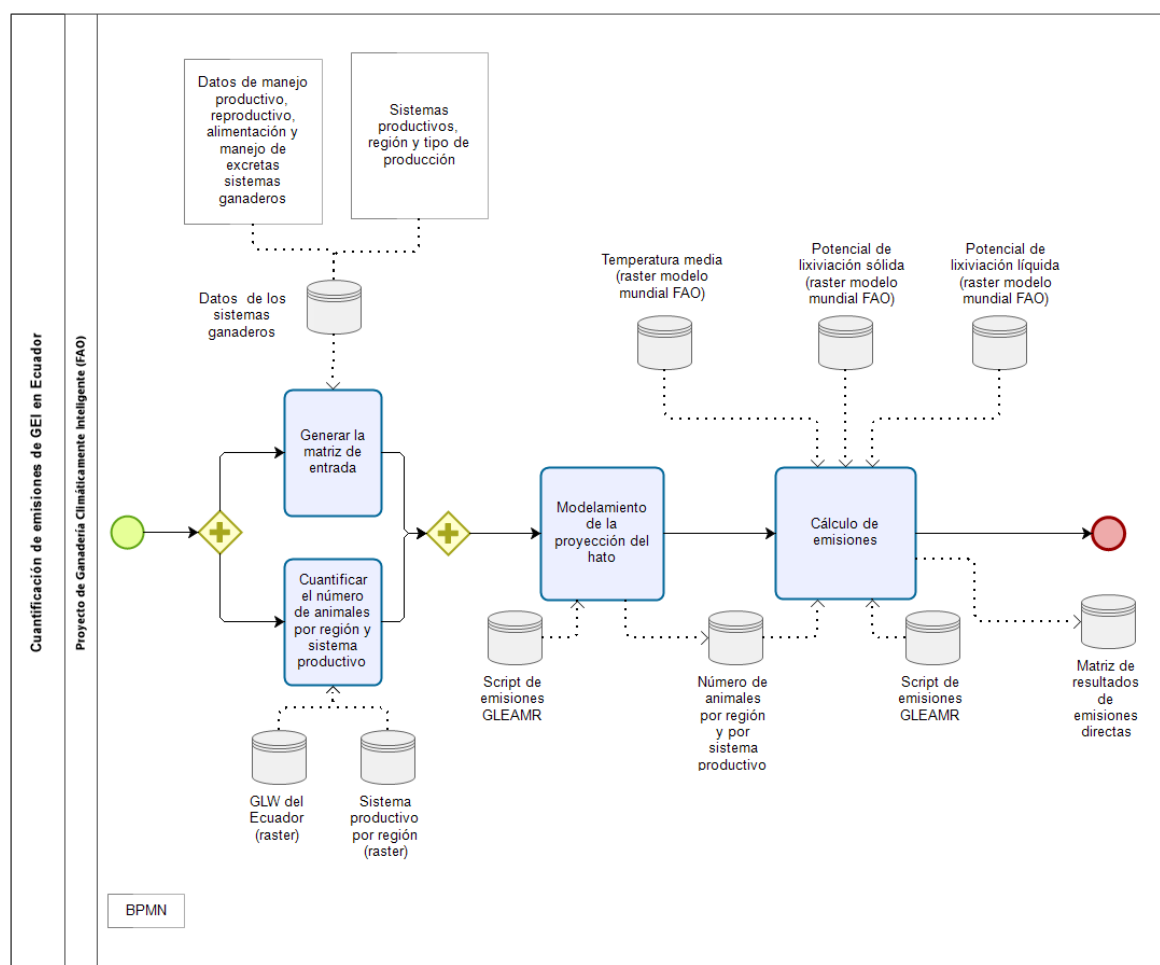 Cuantificación de emisiones de GEI en Ecuador
Proyecto de Ganadería Climáticamente Inteligente (FAO)
Datos de manejo
productivo,
reproductivo,
alimentación y
manejo de
excretas
sistemas
ganaderos
Sistemas
productivos,
región y tipo de
producción
Datos de los
sistemas
ganaderos
Temperatura media
(raster modelo
mundial FAO)
Potencial de
lixiviación sólida
(raster modelo
mundial FAO)
Potencial de
lixiviación líquida
(raster modelo
mundial FAO)
Generar la
matriz de
entrada
Cuantificar
el número
de animales
por región y
sistema
productivo
Modelamiento
de la
proyección del
hato
Cálculo de
emisiones
Script de
emisiones
GLEAMR
Número de
animales
por región
y por
sistema
productivo
Script de
emisiones
GLEAMR
Matriz de
resultados
de
emisiones
directas
GLW del
Ecuador
(raster)
Sistema
productivo
por región
(raster)
BPMN